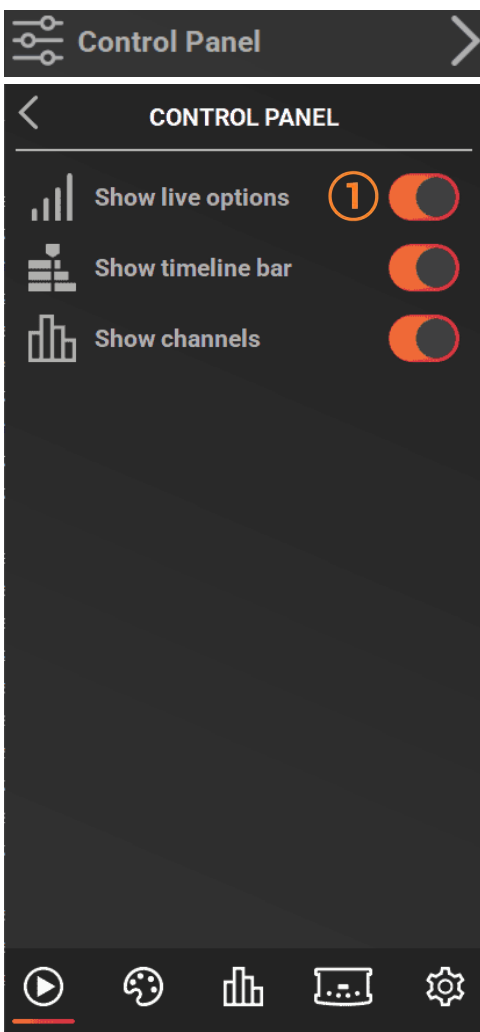 Control Panel
CONTROL PANEL
Show live options ①
Show timeline bar
Show channels